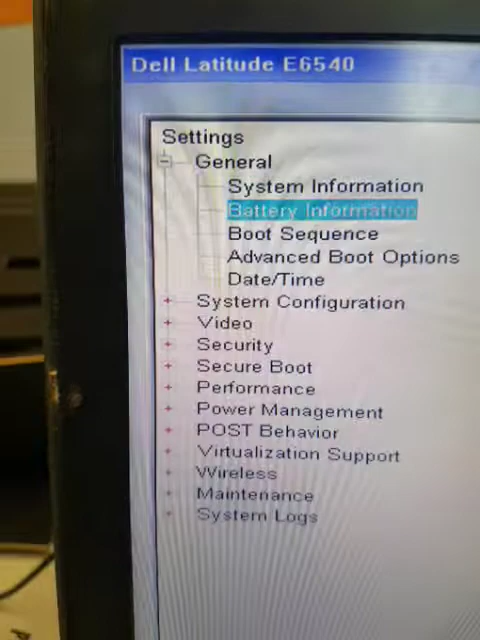 Dell Latitude E6540
Settings
General
System Information
Battery Information
Boot Sequence
Advanced Boot Options
Date/Time
System Configuration
Video
Security
Secure Boot
Performance
Power Management
POST Behavior
Virtualization Support
Wireless
Maintenance
System Logs